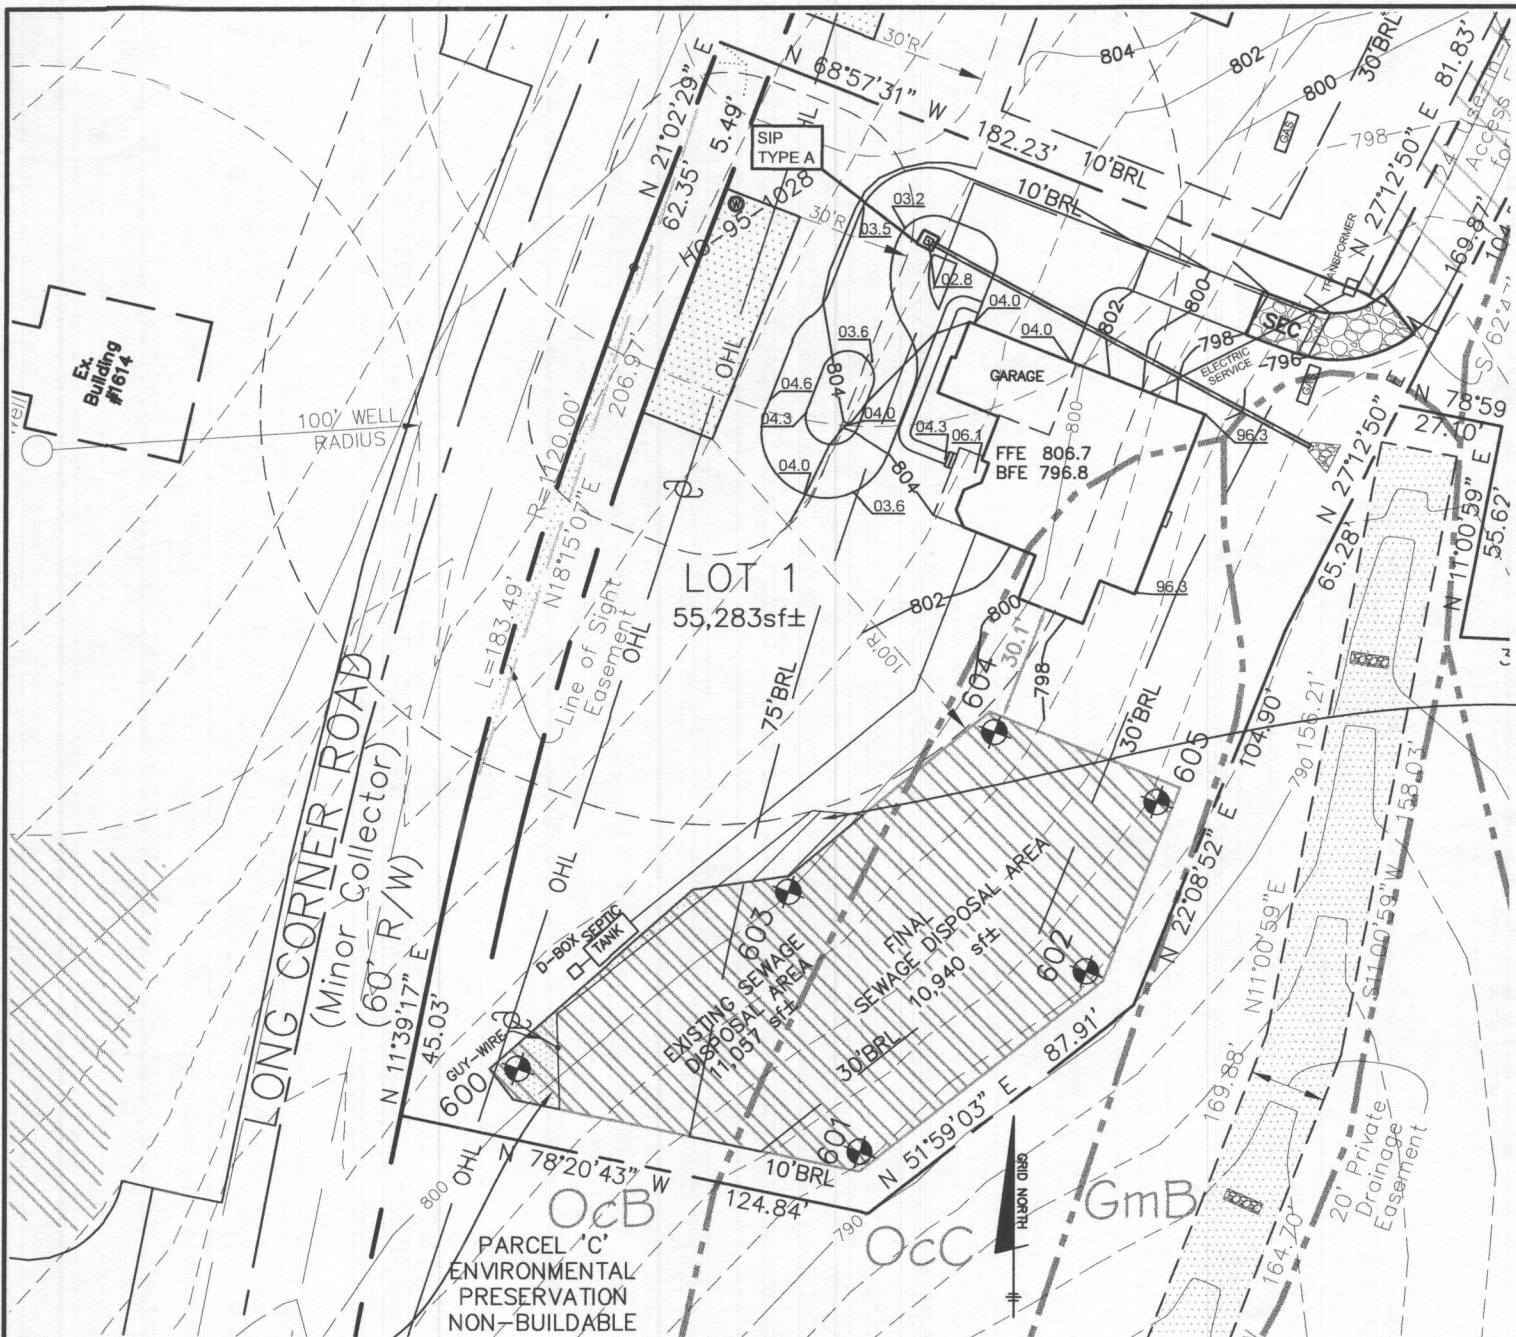 30'R
804
802
800
30'BRL
81.83'
N 68°57'31" W
182.23'
10'BRL
GAS
798
N 21°02'29" E
5.49'
62.35'
OHL
SIP
TYPE A
HO-95-1028
30'R
03.2
03.5
10'BRL
02.8
04.0
TRANSFORMER
N 27°12'50" E
169.87'
Ex.
Building
#1614
100' WELL
RADIUS
R=1120.00'
206.97'
OHL
03.6
804
04.6
04.3
04.0
04.0
03.6
04.3
06.1
804
04.0
GARAGE
802
800
798
SEC
ELECTRIC
SERVICE
796
GAS
800
FFE 806.7
BFE 796.8
96.3
N 27°12'50" E
65.28'
N 78°59
27.10'
N 11°00'59" E
55.62'
N18°15'07"E
L=183.49'
Line of Sight
Easement
OHL
LOT 1
55,283sf±
75'BRL
100'R
802
800
798
30.1'
96.3
604
30'BRL
605
104.90'
790
156.21'
S11°00'59"W
158.03'
N 22°08'52" E
LONG CORNER ROAD
(Minor Collector)
(60' R/W)
N 11°39'17" E
45.03'
OHL
D-BOX
SEPTIC
TANK
603
EXISTING SEWAGE
DISPOSAL AREA
11,057 sf±
FINAL
SEWAGE DISPOSAL AREA
10,940 sf±
602
30'BRL
87.91'
N 51°59'03" E
GUY-WIRE
600
601
10'BRL
OHL
N 78°20'43" W
124.84'
800
790
OcB
OcC
GmB
GRID NORTH
N11°00'59"E
169.88'
164.70'
20' Private
Drainage
Easement
PARCEL 'C'
ENVIRONMENTAL
PRESERVATION
NON-BUILDABLE